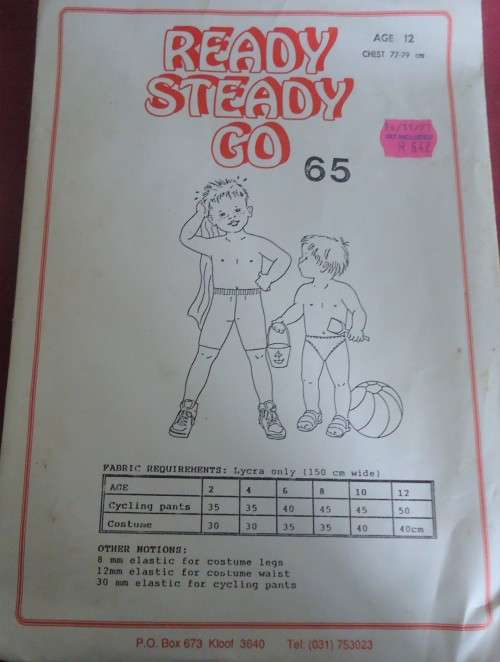 READY
STEADY
GO
65
AGE 12
CHEST 77-79 cm
FABRIC REQUIREMENTS: Lycra only (150 cm wide)
AGE 2 4 6 8 10 12
Cycling pants 35 35 40 45 45 50
Costume 30 30 35 35 40 40cm
OTHER NOTIONS:
8 mm elastic for costume legs
12mm elastic for costume waist
30 mm elastic for cycling pants
P.O. Box 673 Kloof 3640 Tel: (031) 753023